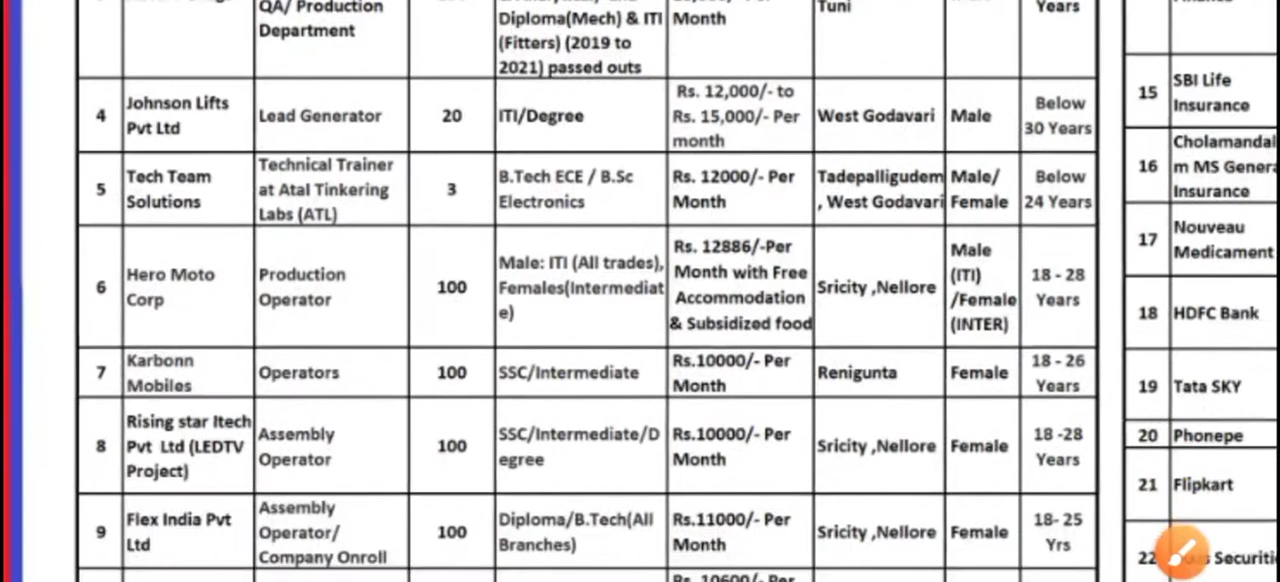 QA/ Production
Department
Diploma(Mech) & ITI
(Fitters) (2019 to
2021) passed outs
Month
Tuni
Years
4
Johnson Lifts
Pvt Ltd
Lead Generator
20
ITI/Degree
Rs. 12,000/- to
Rs. 15,000/- Per
month
West Godavari
Male
Below
30 Years
5
Tech Team
Solutions
Technical Trainer
at Atal Tinkering
Labs (ATL)
3
B.Tech ECE / B.Sc
Electronics
Rs. 12000/- Per
Month
Tadepalligudem
, West Godavari
Male/
Female
Below
24 Years
6
Hero Moto
Corp
Production
Operator
100
Male: ITI (All trades),
Females(Intermediat
e)
Rs. 12886/-Per
Month with Free
Accommodation
& Subsidized food
Sricity ,Nellore
Male
(ITI)
/Female
(INTER)
18 - 28
Years
7
Karbonn
Mobiles
Operators
100
SSC/Intermediate
Rs.10000/- Per
Month
Renigunta
Female
18 - 26
Years
8
Rising star Itech
Pvt Ltd (LEDTV
Project)
Assembly
Operator
100
SSC/Intermediate/D
egree
Rs.10000/- Per
Month
Sricity ,Nellore
Female
18 -28
Years
9
Flex India Pvt
Ltd
Assembly
Operator/
Company Onroll
100
Diploma/B.Tech(All
Branches)
Rs.11000/- Per
Month
Sricity ,Nellore
Female
18- 25
Yrs
Rs. 10600/- Per
15
SBI Life
Insurance
16
Cholamandal
m MS Genera
Insurance
17
Nouveau
Medicament
18
HDFC Bank
19
Tata SKY
20
Phonepe
21
Flipkart
22
Securiti